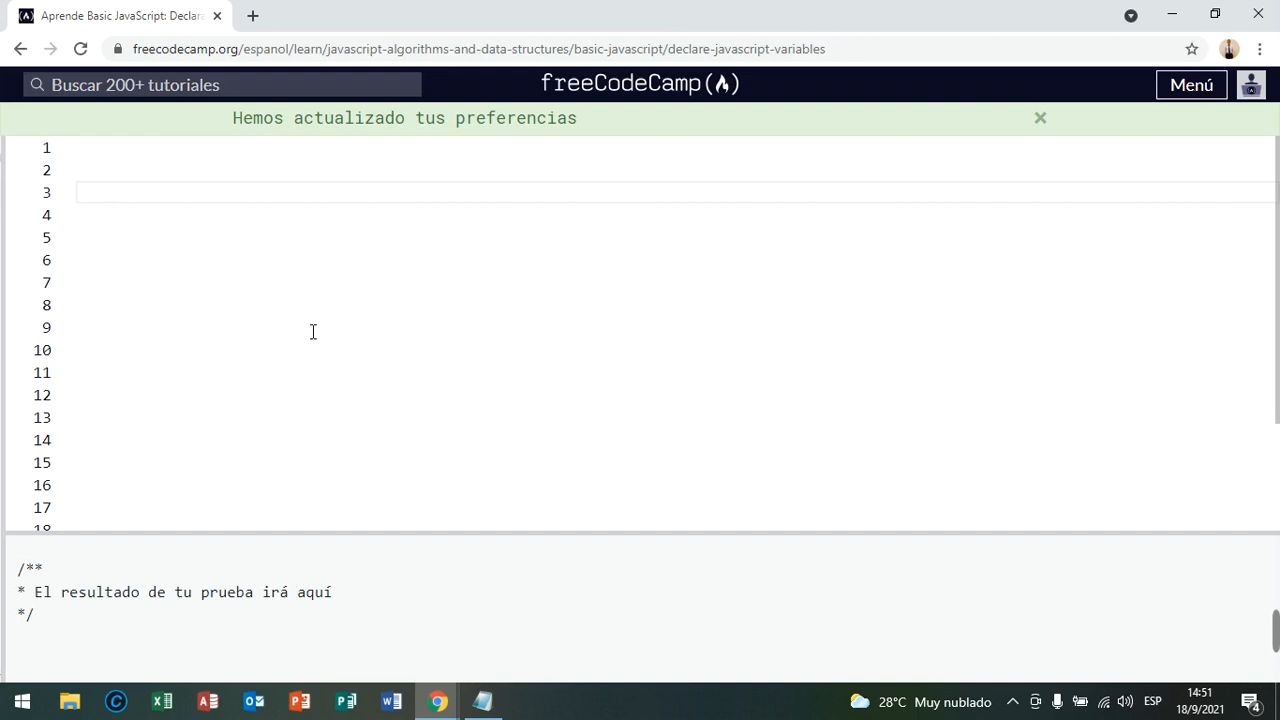 Aprende Basic JavaScript: Declara
freecodecamp.org/espanol/learn/javascript-algorithms-and-data-structures/basic-javascript/declare-javascript-variables
Buscar 200+ tutoriales
freeCodeCamp
Menú
Hemos actualizado tus preferencias
1
2
3
4
5
6
7
8
9
10
11
12
13
14
15
16
17
18
/**
* El resultado de tu prueba irá aquí
*/
28°C Muy nublado
ESP
14:51
18/9/2021
4